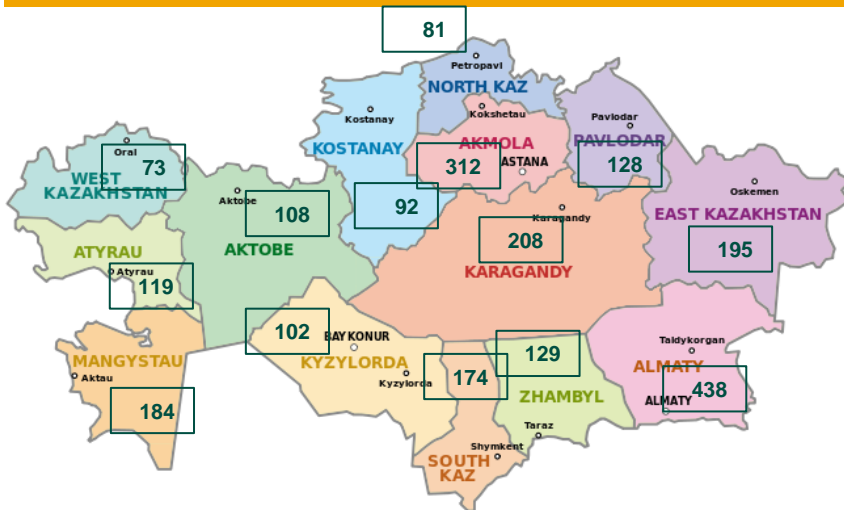 81
Petropavl
NORTH KAZ
Kostanay
KOSTANAY
Kokshetau
AKMOLA
312
ASTANA
Pavlodar
PAVLODAR
128
Oral
73
WEST
KAZAKHSTAN
Aktobe
108
92
Karagandy
208
KARAGANDY
Oskemen
EAST KAZAKHSTAN
195
ATYRAU
Atyrau
119
AKTOBE
102
BAYKONUR
KYZYLORDA
Kyzylorda
174
129
ZHAMBYL
Taraz
Taldykorgan
ALMATY
438
ALMATY
MANGYSTAU
Aktau
184
Shymkent
SOUTH
KAZ